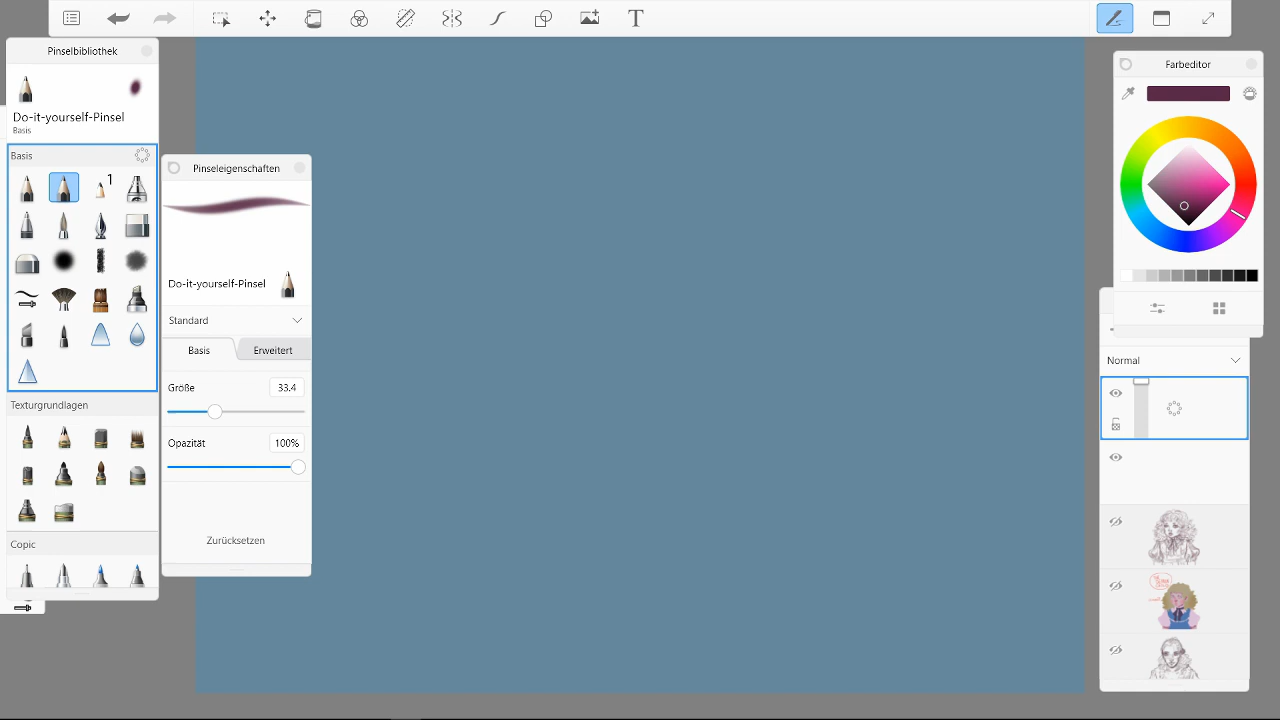 T
Pinselbibliothek
Do-it-yourself-Pinsel
Basis
Basis
1
Texturgrundlagen
Copic
Pinseleigenschaften
Do-it-yourself-Pinsel
Standard
Basis
Erweitert
Größe
33.4
Opazität
100%
Zurücksetzen
Farbeditor
Normal